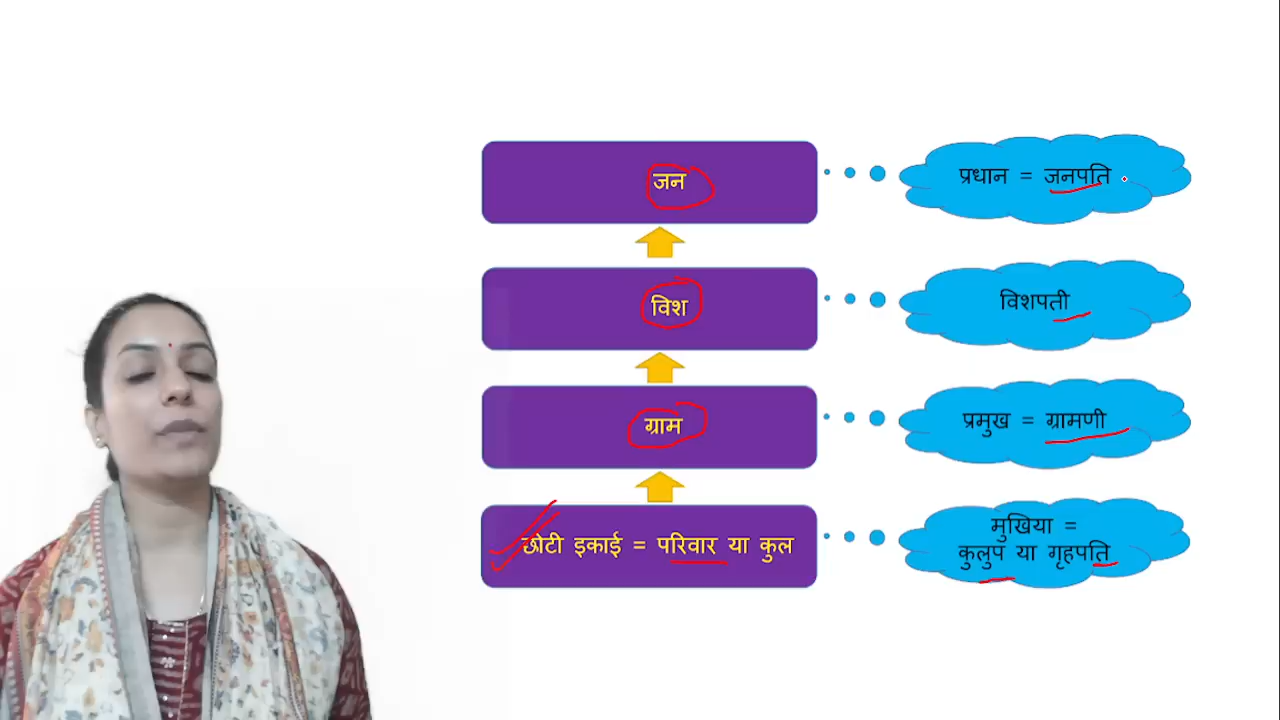 जन
प्रधान = जनपति
विश
विशपती
ग्राम
प्रमुख = ग्रामणी
छोटी इकाई = परिवार या कुल
मुखिया =
कुलुप या गृहपति